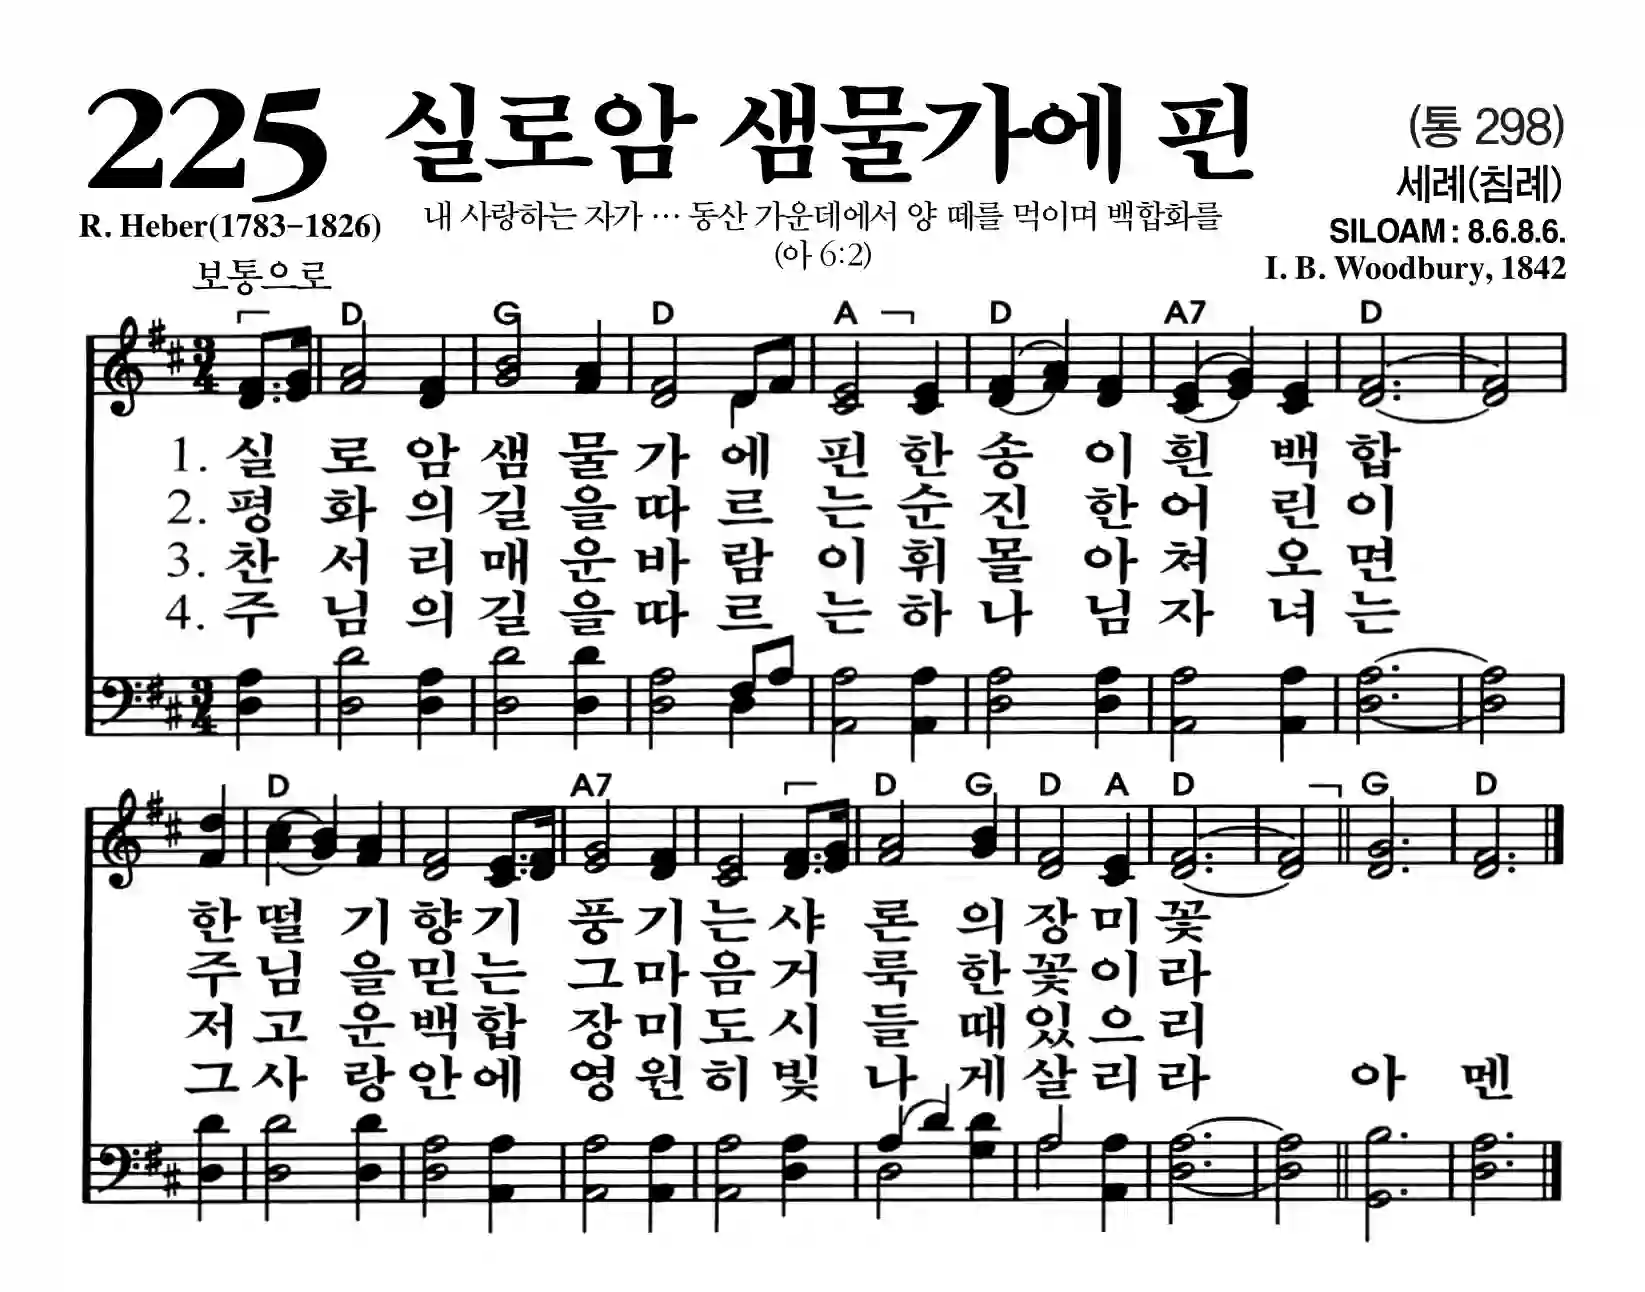 225 실로암 샘물가에 핀 (통 298)
세례(침례)
R. Heber(1783-1826) 내 사랑하는 자가 … 동산 가운데에서 양 떼를 먹이며 백합화를 SILOAM : 8.6.8.6.
(아 6:2) I. B. Woodbury, 1842
보통으로
D G D A D A7 D
1. 실 로 암 샘 물 가 에 핀 한 송 이 흰 백 합
2. 평 화 의 길 을 따 르 는 순 진 한 어 린 이
3. 찬 서 리 매 운 바 람 이 휘 몰 아 쳐 오 면
4. 주 님 의 길 을 따 르 는 하 나 님 자 녀 는
D A7 D G D A D G D
한 떨 기 향 기 풍 기 는 샤 론 의 장 미 꽃
주 님 을 믿 는 그 마 음 거 룩 한 꽃 이 라
저 고 운 백 합 장 미 도 시 들 때 있 으 리
그 사 랑 안 에 영 원 히 빛 나 게 살 리 라 아 멘